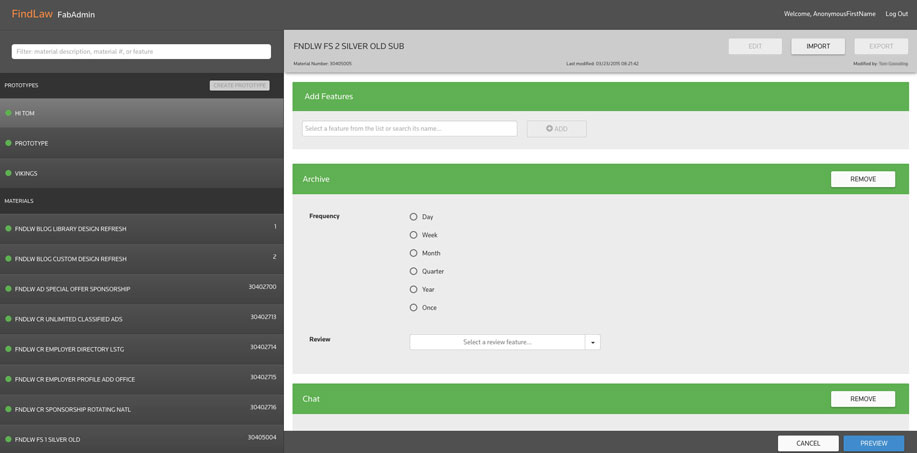 FindLaw FabAdmin
Welcome, AnonymousFirstName Log Out
Filter: material description, material #, or feature
PROTOTYPES CREATE PROTOTYPE
HI TOM
PROTOTYPE
VIKINGS
MATERIALS
FNDLW BLOG LIBRARY DESIGN REFRESH 1
FNDLW BLOG CUSTOM DESIGN REFRESH 2
FNDLW AD SPECIAL OFFER SPONSORSHIP 30402700
FNDLW CR UNLIMITED CLASSIFIED ADS 30402713
FNDLW CR EMPLOYER DIRECTORY LSTG 30402714
FNDLW CR EMPLOYER PROFILE ADD OFFICE 30402715
FNDLW CR SPONSORSHIP ROTATING NATL 30402716
FNDLW FS 1 SILVER OLD 30405004
FNDLW FS 2 SILVER OLD SUB
EDIT IMPORT EXPORT
Material Number: 30405005 Last modified: 03/23/2015 08:21:42 Modified by: Tom
Add Features
Select a feature from the list or search its name... ADD
Archive REMOVE
Frequency
Day
Week
Month
Quarter
Year
Once
Review Select a review feature...
Chat REMOVE
CANCEL PREVIEW